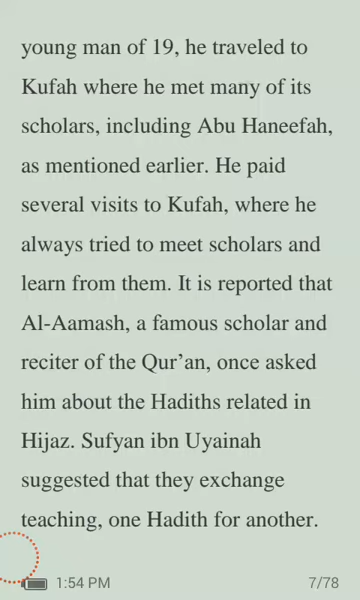 young man of 19, he traveled to
Kufah where he met many of its
scholars, including Abu Haneefah,
as mentioned earlier. He paid
several visits to Kufah, where he
always tried to meet scholars and
learn from them. It is reported that
Al-Aamash, a famous scholar and
reciter of the Qur’an, once asked
him about the Hadiths related in
Hijaz. Sufyan ibn Uyainah
suggested that they exchange
teaching, one Hadith for another.
1:54 PM 7/78